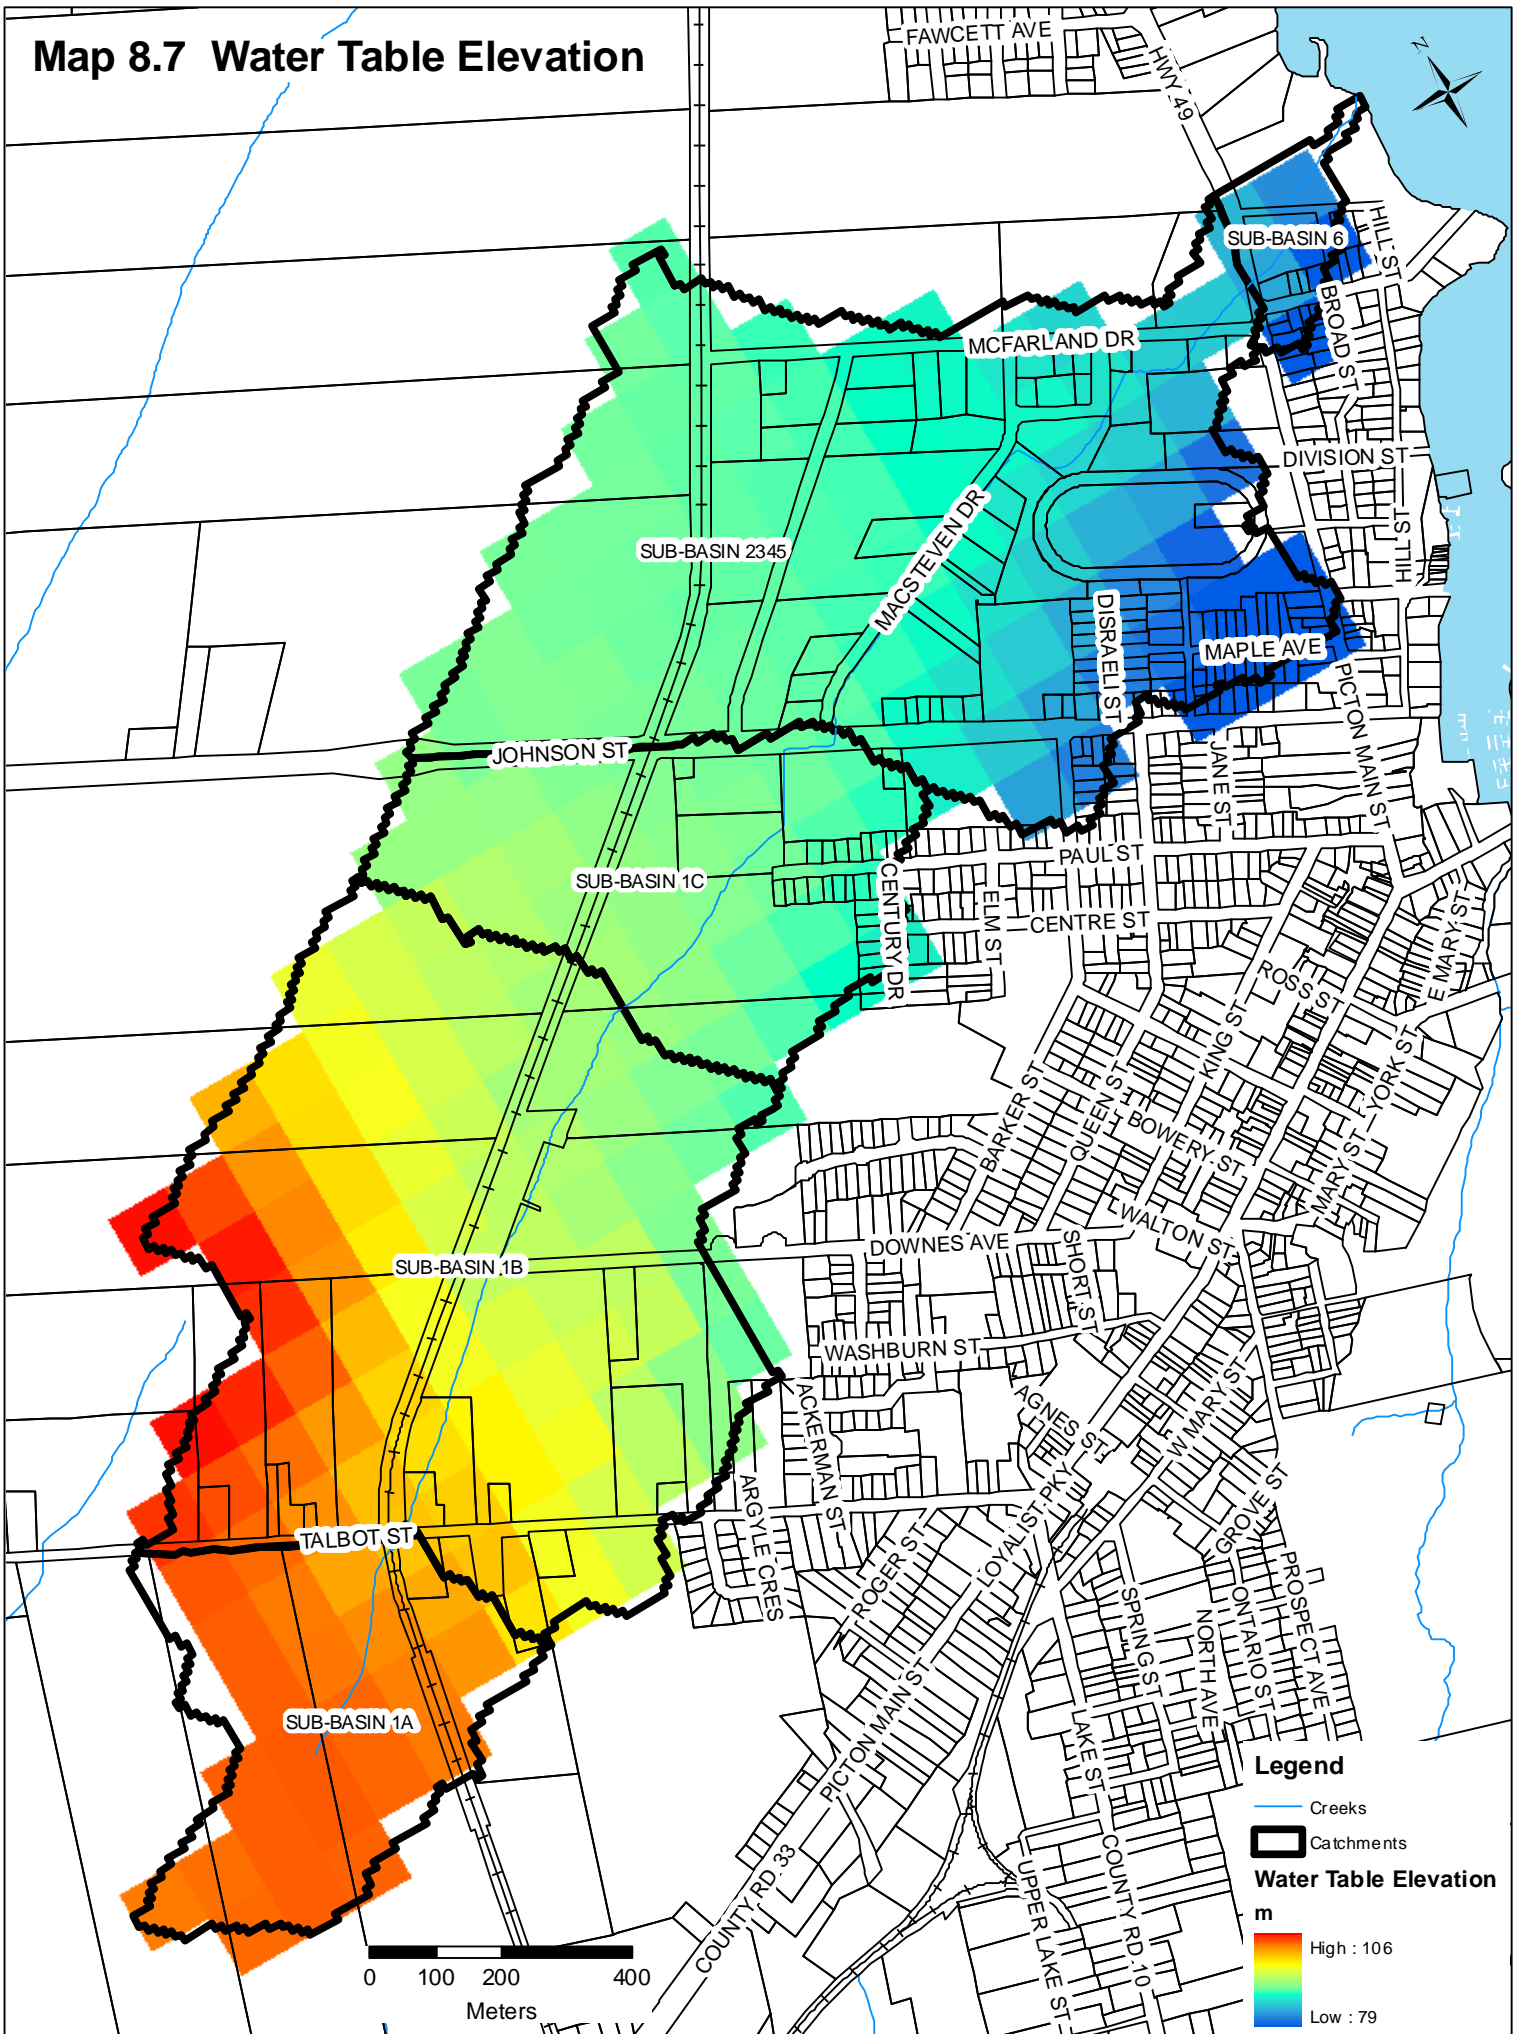 Map 8.7 Water Table Elevation
FAWCETT AVE
HWY 49
N
SUB-BASIN 6
HILL ST
BROAD ST
MCFARLAND DR
DIVISION ST
HILL ST
SUB-BASIN 2345
MACSTEVEN DR
DISRAELI ST
MAPLE AVE
PICTON MAIN ST
JOHNSON ST
JANE ST
PAUL ST
SUB-BASIN 1C
CENTURY DR
ELM ST
CENTRE ST
E MARY ST
ROSS ST
KING ST
YORK ST
BARKER ST
QUEEN ST
BOWERY ST
MARY ST
WALTON ST
DOWNES AVE
SHORT ST
SUB-BASIN 1B
WASHBURN ST
AGNES ST
W MARY ST
ACKERMAN ST
ARGYLE CRES
LOYALIST PKY
GROVE ST
TALBOT ST
ROGER ST
SPRING ST
NORTH AVE
ONTARIO ST
PROSPECT AVE
PICTON MAIN ST
SUB-BASIN 1A
LAKE ST
COUNTY RD 33
UPPER LAKE ST
COUNTY RD 10
Legend
Creeks
Catchments
Water Table Elevation
m
High : 106
Low : 79
0 100 200 400
Meters